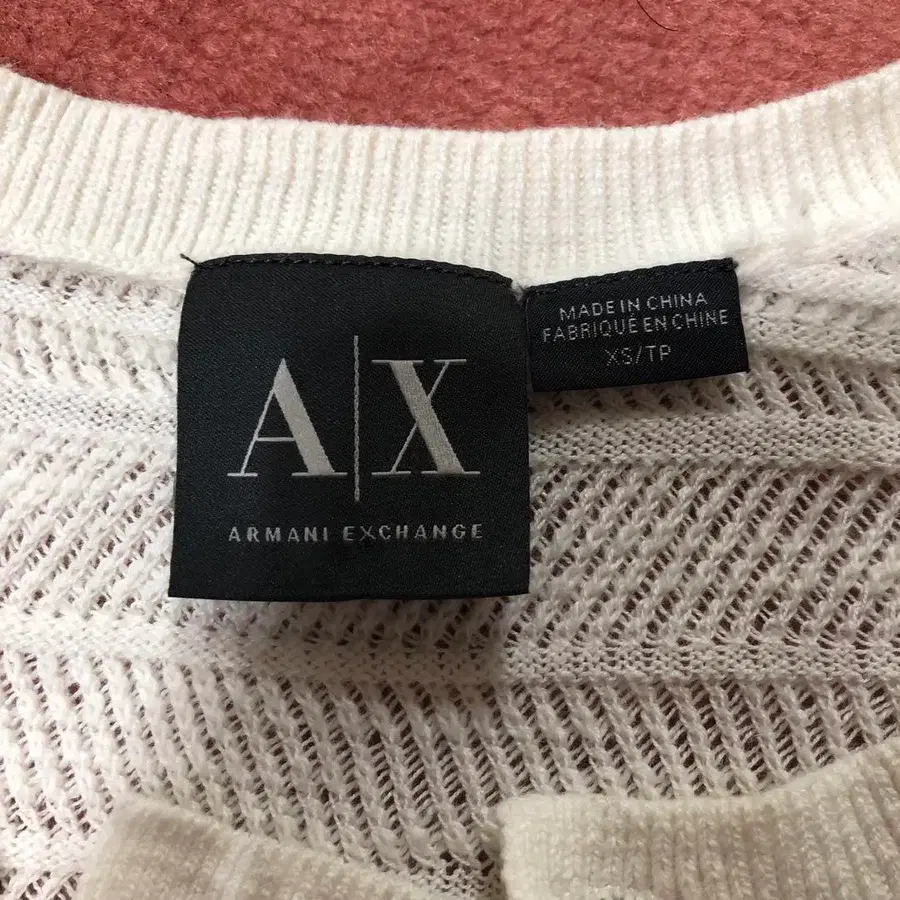 A|X
ARMANI EXCHANGE
MADE IN CHINA
FABRIQUÉ EN CHINE
XS/TP